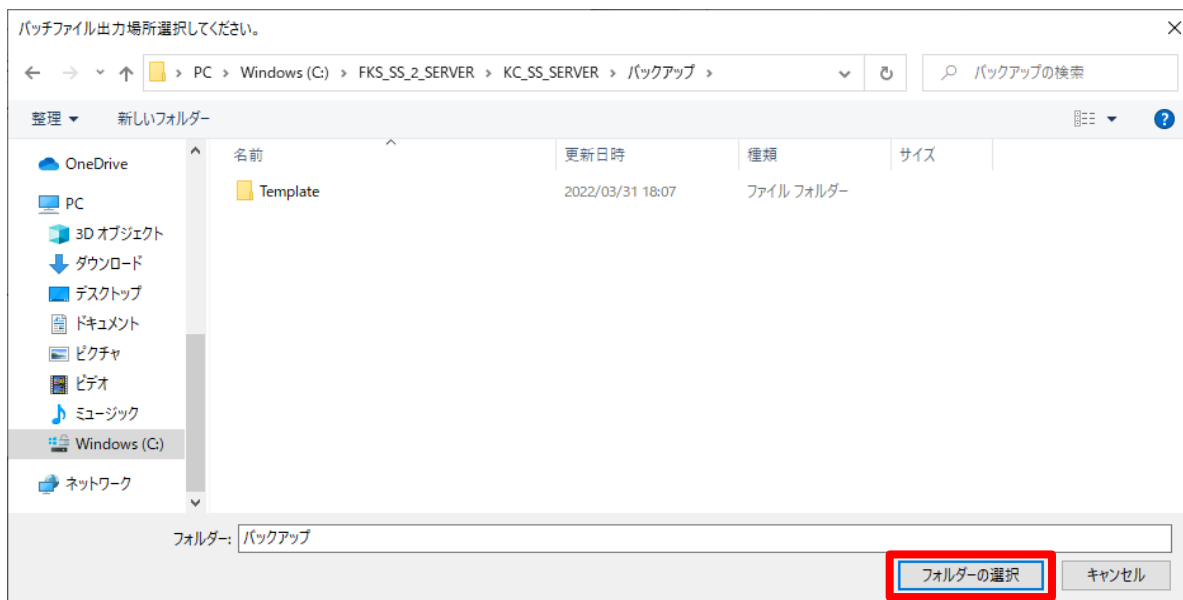 バッチファイル出力場所選択してください。
PC › Windows (C:) › FKS_SS_2_SERVER › KC_SS_SERVER › バックアップ ›
バックアップの検索
整理 新しいフォルダー
名前 更新日時 種類 サイズ
Template 2022/03/31 18:07 ファイル フォルダー
OneDrive
PC
3D オブジェクト
ダウンロード
デスクトップ
ドキュメント
ピクチャ
ビデオ
ミュージック
Windows (C:)
ネットワーク
フォルダー: バックアップ
フォルダーの選択 キャンセル